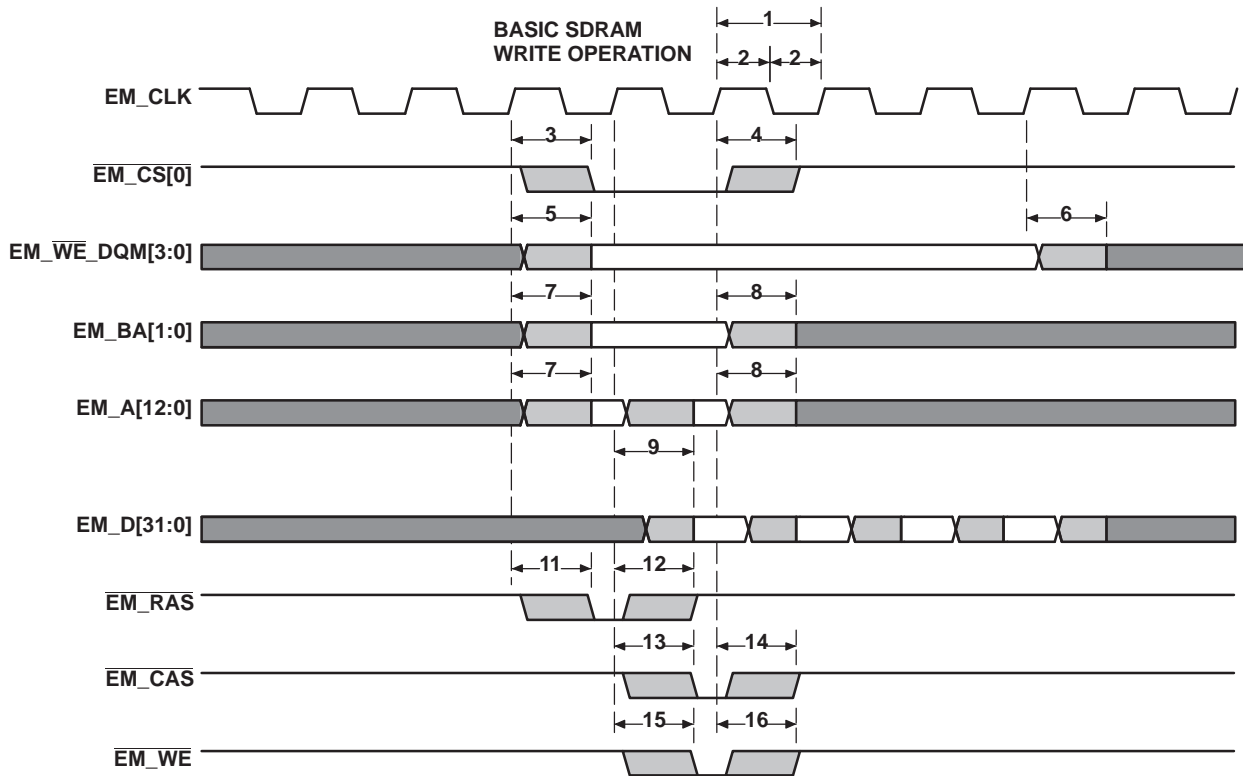 BASIC SDRAM
WRITE OPERATION
1
2 2
EM_CLK
3 4
EM_CS[0]
5 6
EM_WE_DQM[3:0]
7 8
EM_BA[1:0]
7 8
EM_A[12:0]
9
EM_D[31:0]
11 12
EM_RAS
13 14
EM_CAS
15 16
EM_WE